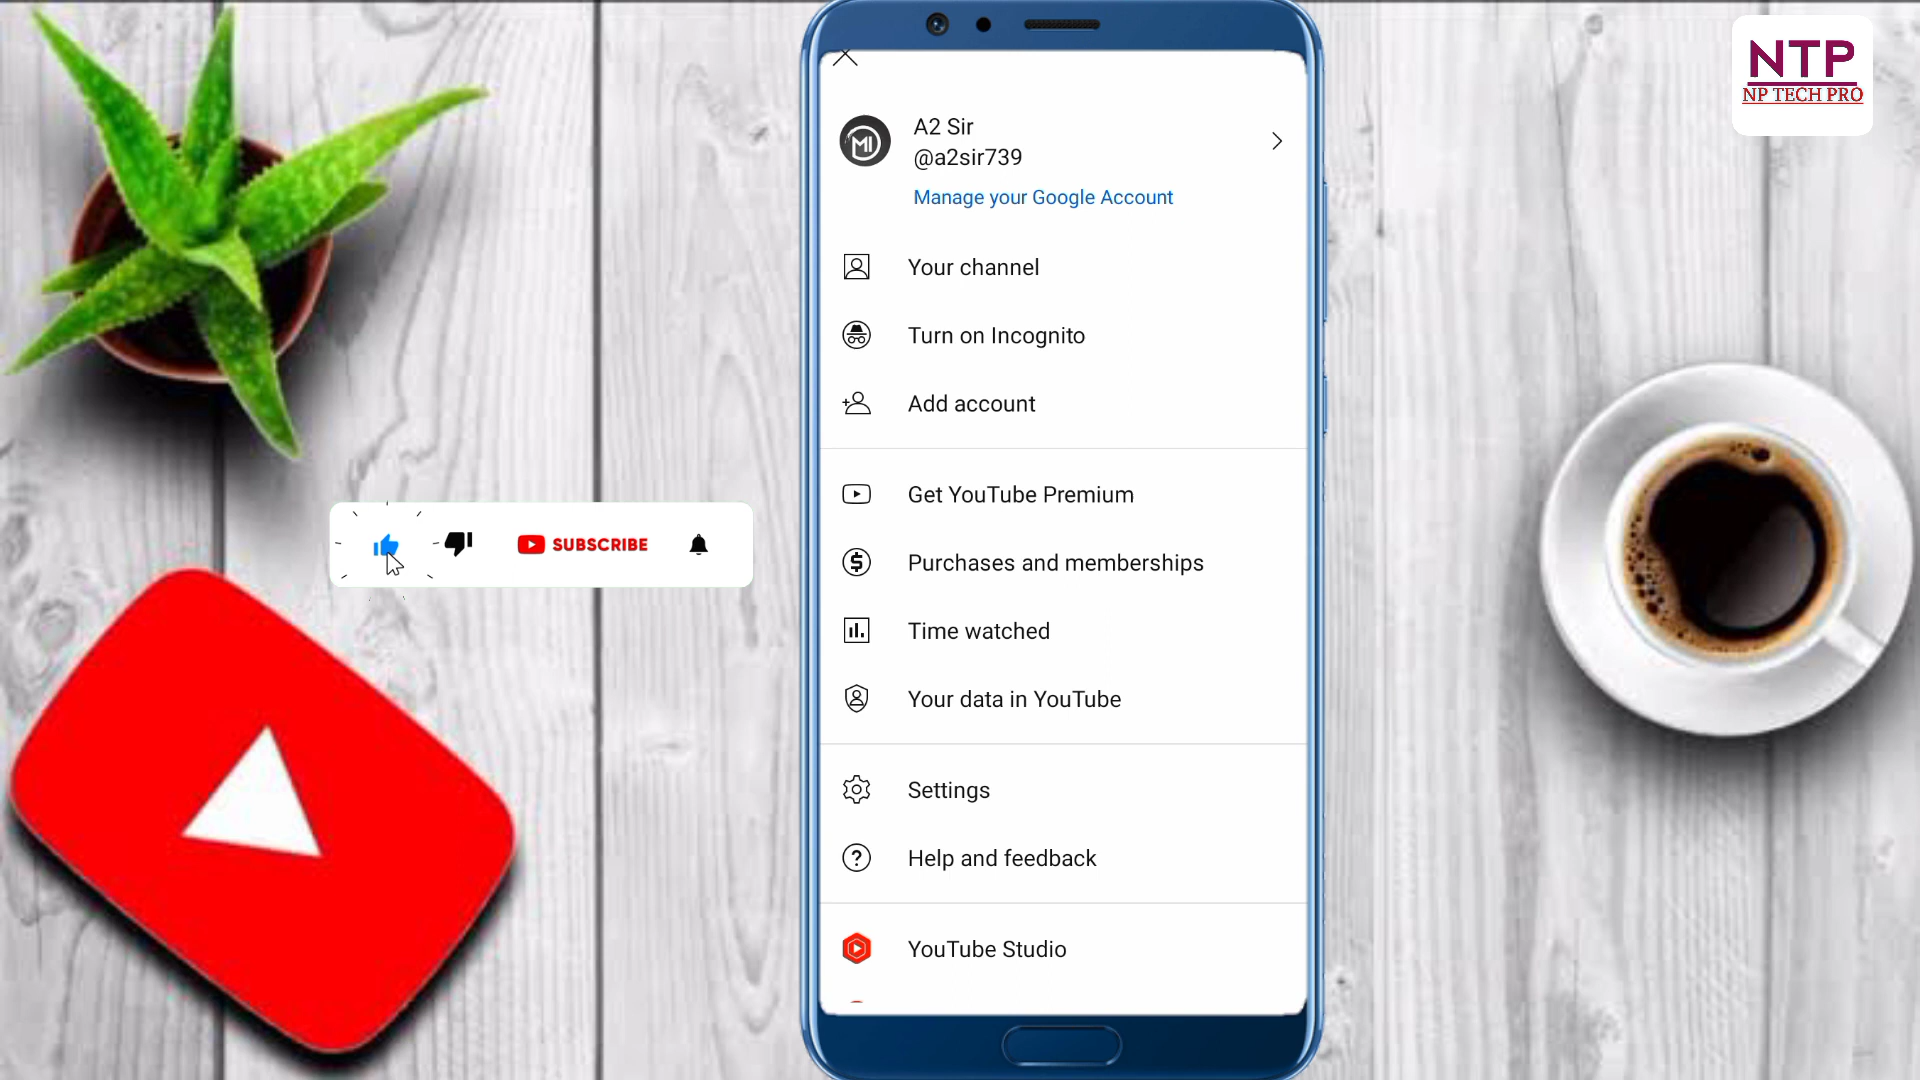 NTP
NP TECH PRO
A2 Sir
@a2sir739
Manage your Google Account
Your channel
Turn on Incognito
Add account
Get YouTube Premium
Purchases and memberships
Time watched
Your data in YouTube
Settings
Help and feedback
YouTube Studio
SUBSCRIBE
MI